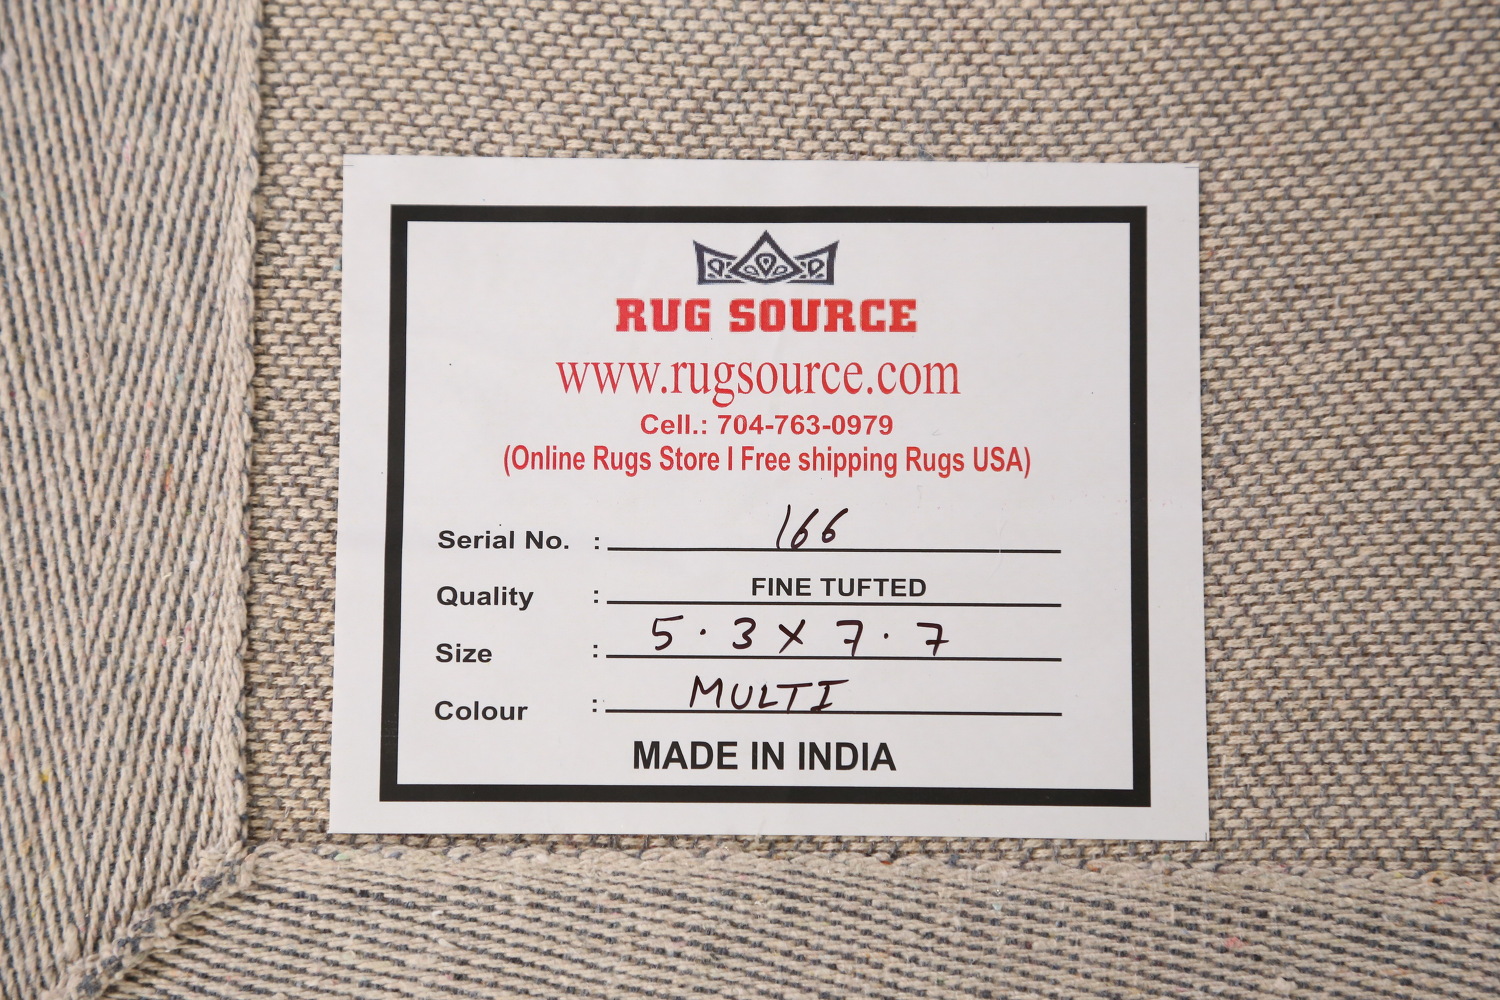 RUG SOURCE
www.rugsource.com
Cell.: 704-763-0979
(Online Rugs Store I Free shipping Rugs USA)
Serial No. : 166
Quality : FINE TUFTED
Size : 5.3 X 7.7
Colour : MULTI
MADE IN INDIA